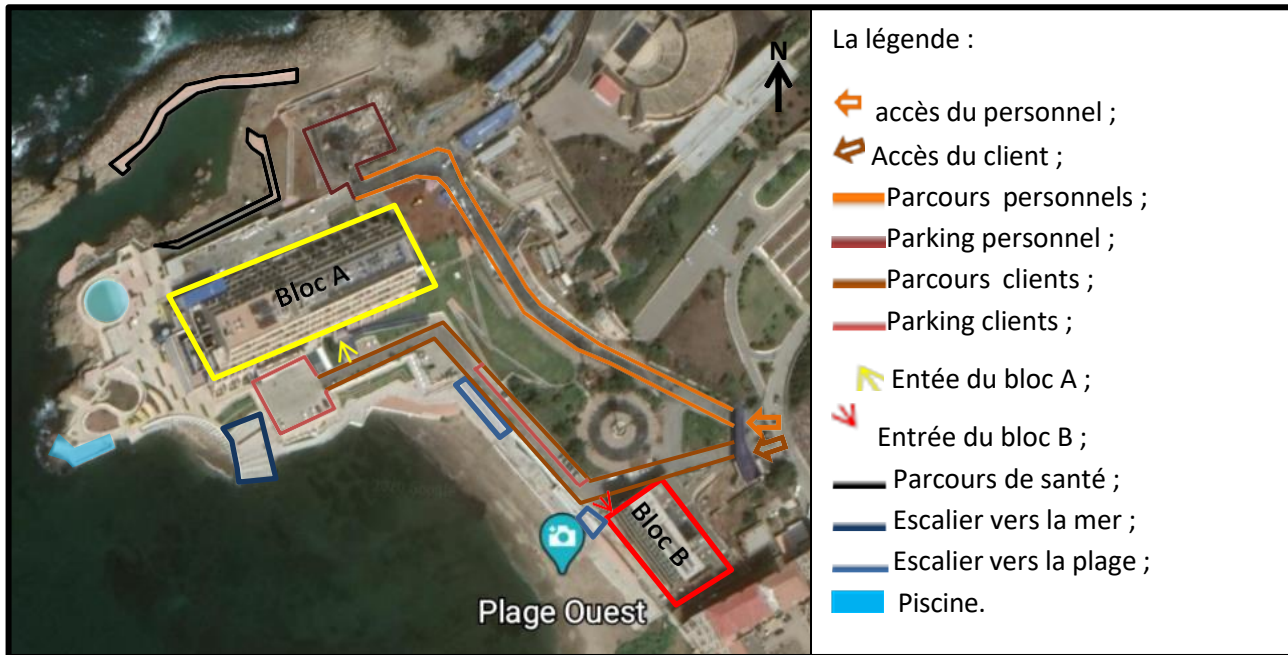 N
Bloc A
Bloc B
Plage Ouest
La légende :
accès du personnel ;
Accès du client ;
Parcours personnels ;
Parking personnel ;
Parcours clients ;
Parking clients ;
Entée du bloc A ;
Entrée du bloc B ;
Parcours de santé ;
Escalier vers la mer ;
Escalier vers la plage ;
Piscine.